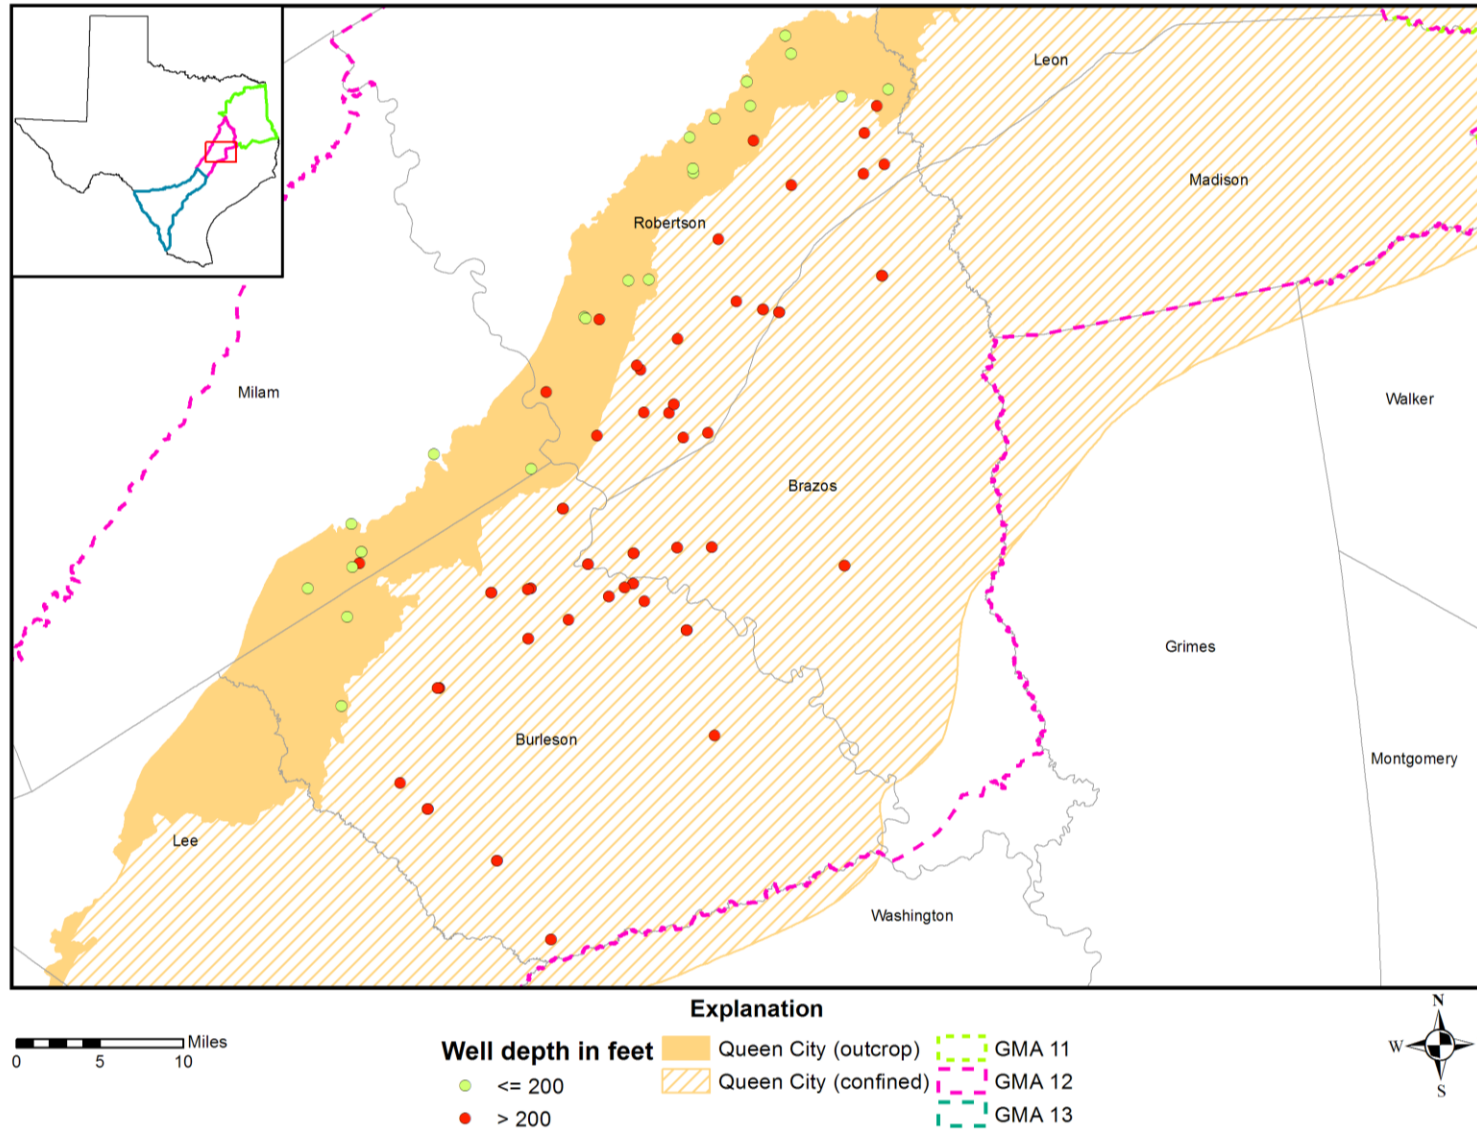 Leon
Madison
Robertson
Milam
Walker
Brazos
Grimes
Burleson
Montgomery
Lee
Washington
Explanation
Miles
0 5 10
Well depth in feet
<= 200
> 200
Queen City (outcrop)
Queen City (confined)
GMA 11
GMA 12
GMA 13
N
W
S